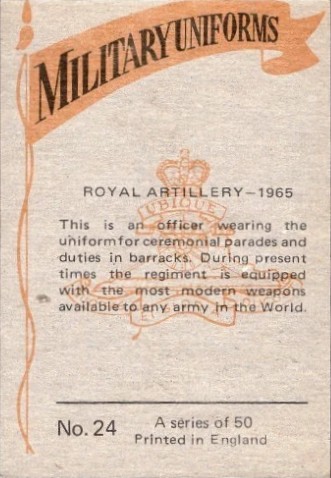 MILITARY UNIFORMS
ROYAL ARTILLERY—1965
UBIQUE
This is an officer wearing the
uniform for ceremonial parades and
duties in barracks. During present
times the regiment is equipped
with the most modern weapons
available to any army in the World.
No. 24
A series of 50
Printed in England